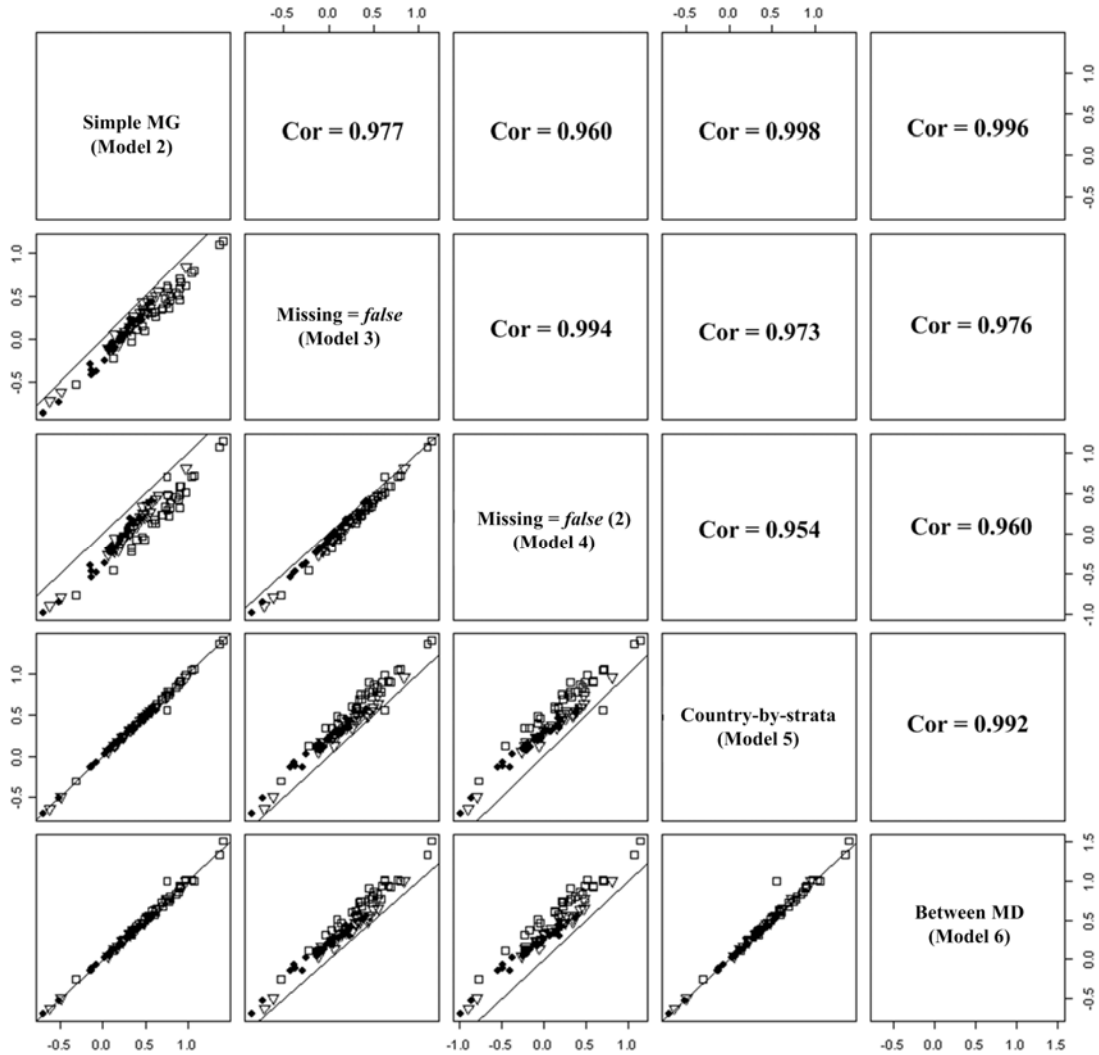 -0.5 0.0 0.5 1.0 -0.5 0.0 0.5 1.0
Simple MG
(Model 2)
Cor = 0.977
Cor = 0.960
Cor = 0.998
Cor = 0.996
-0.5 0.0 0.5 1.0
-0.5 0.0 0.5 1.0
Missing = false
(Model 3)
Cor = 0.994
Cor = 0.973
Cor = 0.976
Missing = false (2)
(Model 4)
Cor = 0.954
Cor = 0.960
-1.0 -0.5 0.0 0.5 1.0
-0.5 0.0 0.5 1.0
Country-by-strata
(Model 5)
Cor = 0.992
Between MD
(Model 6)
-0.5 0.0 0.5 1.0 1.5
-0.5 0.0 0.5 1.0 -1.0 -0.5 0.0 0.5 1.0 -0.5 0.0 0.5 1.0 1.5